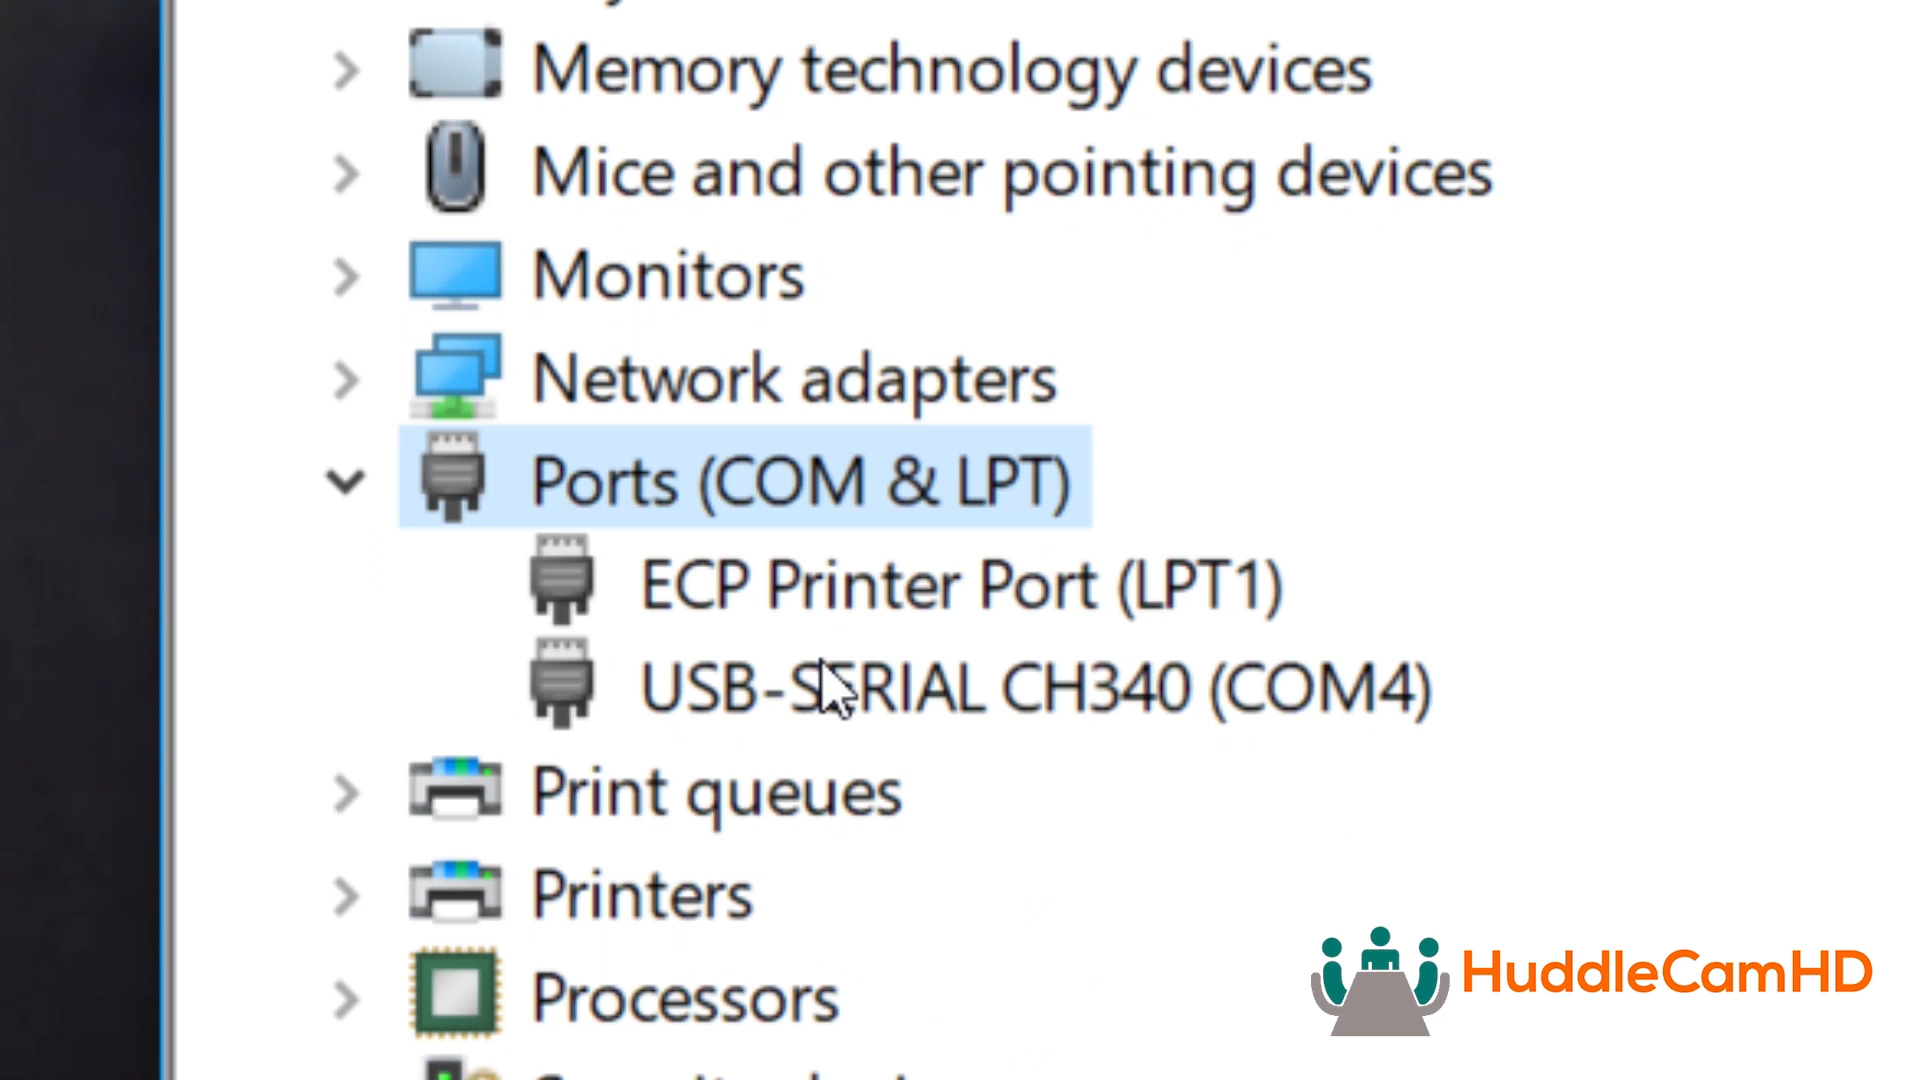 Memory technology devices
Mice and other pointing devices
Monitors
Network adapters
Ports (COM & LPT)
ECP Printer Port (LPT1)
USB-SERIAL CH340 (COM4)
Print queues
Printers
Processors
HuddleCamHD